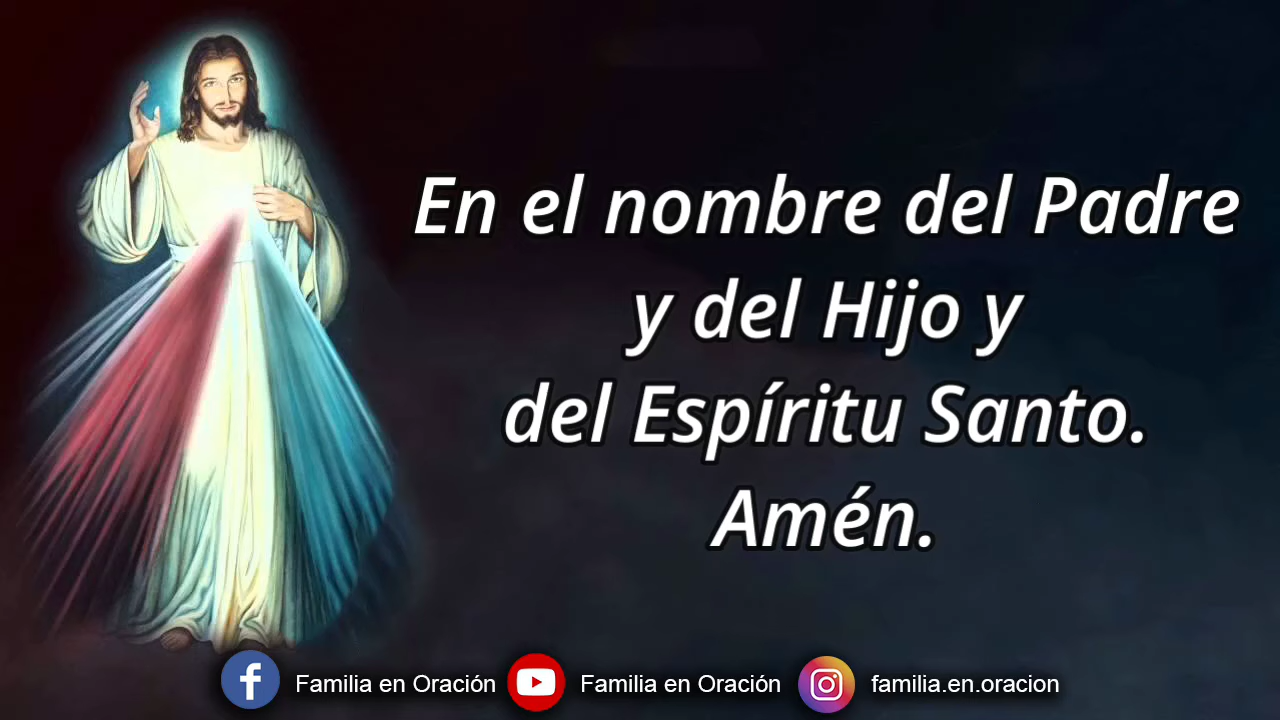 En el nombre del Padre
y del Hijo y
del Espíritu Santo.
Amén.
Familia en Oración Familia en Oración familia.en.oracion